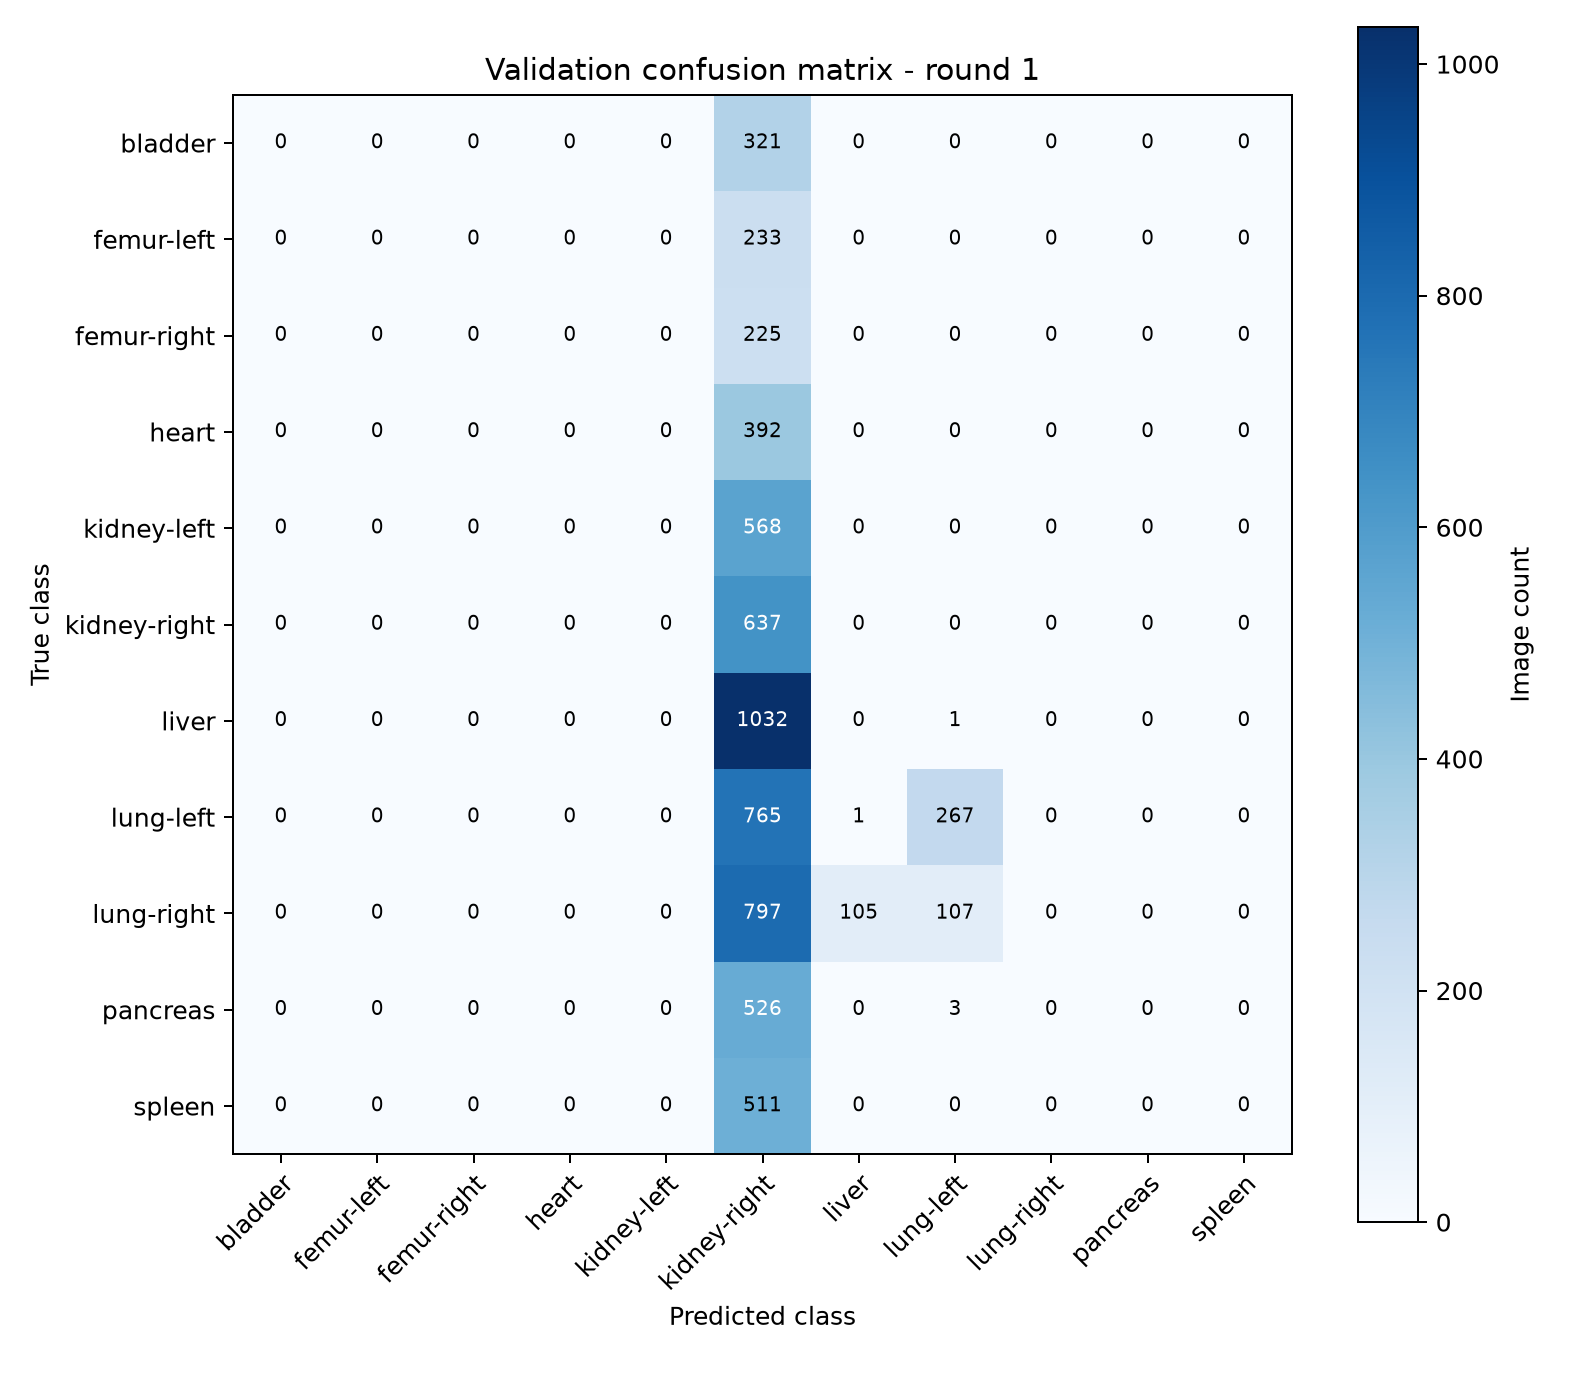 Validation confusion matrix - round 1
bladder 0 0 0 0 0 321 0 0 0 0 0
femur-left 0 0 0 0 0 233 0 0 0 0 0
femur-right 0 0 0 0 0 225 0 0 0 0 0
heart 0 0 0 0 0 392 0 0 0 0 0
kidney-left 0 0 0 0 0 568 0 0 0 0 0
kidney-right 0 0 0 0 0 637 0 0 0 0 0
liver 0 0 0 0 0 1032 0 1 0 0 0
lung-left 0 0 0 0 0 765 1 267 0 0 0
lung-right 0 0 0 0 0 797 105 107 0 0 0
pancreas 0 0 0 0 0 526 0 3 0 0 0
spleen 0 0 0 0 0 511 0 0 0 0 0
True class
bladder femur-left femur-right heart kidney-left kidney-right liver lung-left lung-right pancreas spleen
Predicted class
1000
800
600
400
200
0
Image count